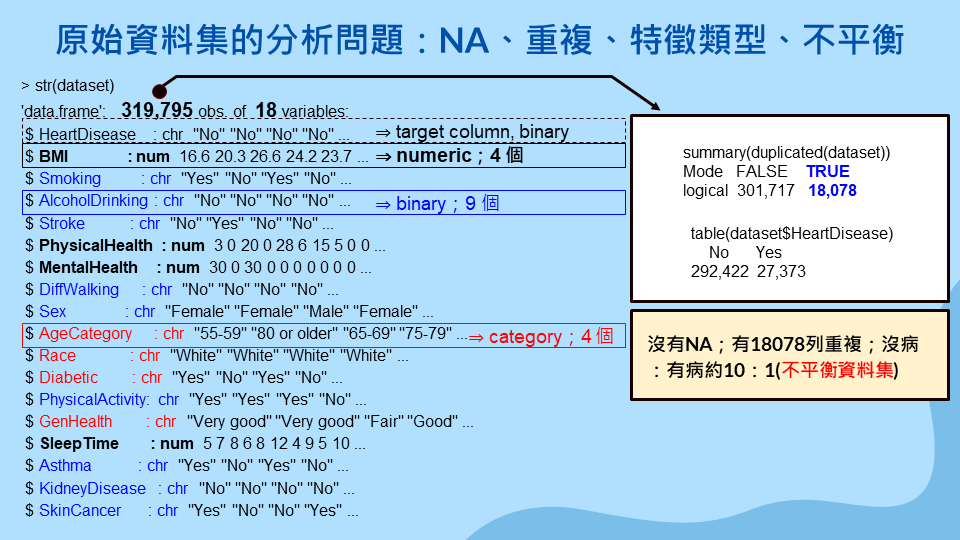 原始資料集的分析問題：NA、重複、特徵類型、不平衡
> str(dataset)
'data.frame': 319,795 obs. of 18 variables:
$ HeartDisease : chr "No" "No" "No" "No" ... ⇒ target column, binary
$ BMI : num 16.6 20.3 26.6 24.2 23.7 ... ⇒ numeric；4 個
$ Smoking : chr "Yes" "No" "Yes" "No" ...
$ AlcoholDrinking : chr "No" "No" "No" "No" ... ⇒ binary；9 個
$ Stroke : chr "No" "Yes" "No" "No" ...
$ PhysicalHealth : num 3 0 20 0 28 6 15 5 0 0 ...
$ MentalHealth : num 30 0 30 0 0 0 0 0 0 0 ...
$ DiffWalking : chr "No" "No" "No" "No" ...
$ Sex : chr "Female" "Female" "Male" "Female" ...
$ AgeCategory : chr "55-59" "80 or older" "65-69" "75-79" ... ⇒ category；4 個
$ Race : chr "White" "White" "White" "White" ...
$ Diabetic : chr "Yes" "No" "Yes" "No" ...
$ PhysicalActivity: chr "Yes" "Yes" "Yes" "No" ...
$ GenHealth : chr "Very good" "Very good" "Fair" "Good" ...
$ SleepTime : num 5 7 8 6 8 12 4 9 5 10 ...
$ Asthma : chr "Yes" "No" "Yes" "No" ...
$ KidneyDisease : chr "No" "No" "No" "No" ...
$ SkinCancer : chr "Yes" "No" "No" "Yes" ...
summary(duplicated(dataset))
Mode FALSE TRUE
logical 301,717 18,078
table(dataset$HeartDisease)
No Yes
292,422 27,373
沒有NA；有18078列重複；沒病
：有病約10：1(不平衡資料集)